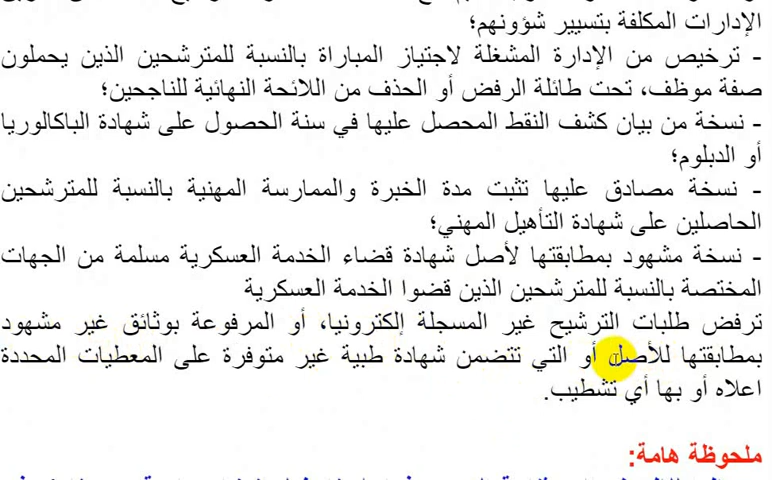 الإدارات المكلفة بتسيير شؤونهم؛
- ترخيص من الإدارة المشغلة لاجتياز المباراة بالنسبة للمترشحين الذين يحملون
صفة موظف، تحت طائلة الرفض أو الحذف من اللائحة النهائية للناجحين؛
- نسخة من بيان كشف النقط المحصل عليها في سنة الحصول على شهادة الباكالوريا
أو الدبلوم؛
- نسخة مصادق عليها تثبت مدة الخبرة والممارسة المهنية بالنسبة للمترشحين
الحاصلين على شهادة التأهيل المهني؛
- نسخة مشهود بمطابقتها لأصل شهادة قضاء الخدمة العسكرية مسلمة من الجهات
المختصة بالنسبة للمترشحين الذين قضوا الخدمة العسكرية
ترفض طلبات الترشيح غير المسجلة إلكترونيا، أو المرفوعة بوثائق غير مشهود
بمطابقتها للأصل أو التي تتضمن شهادة طبية غير متوفرة على المعطيات المحددة
اعلاه أو بها أي تشطيب.
ملحوظة هامة: